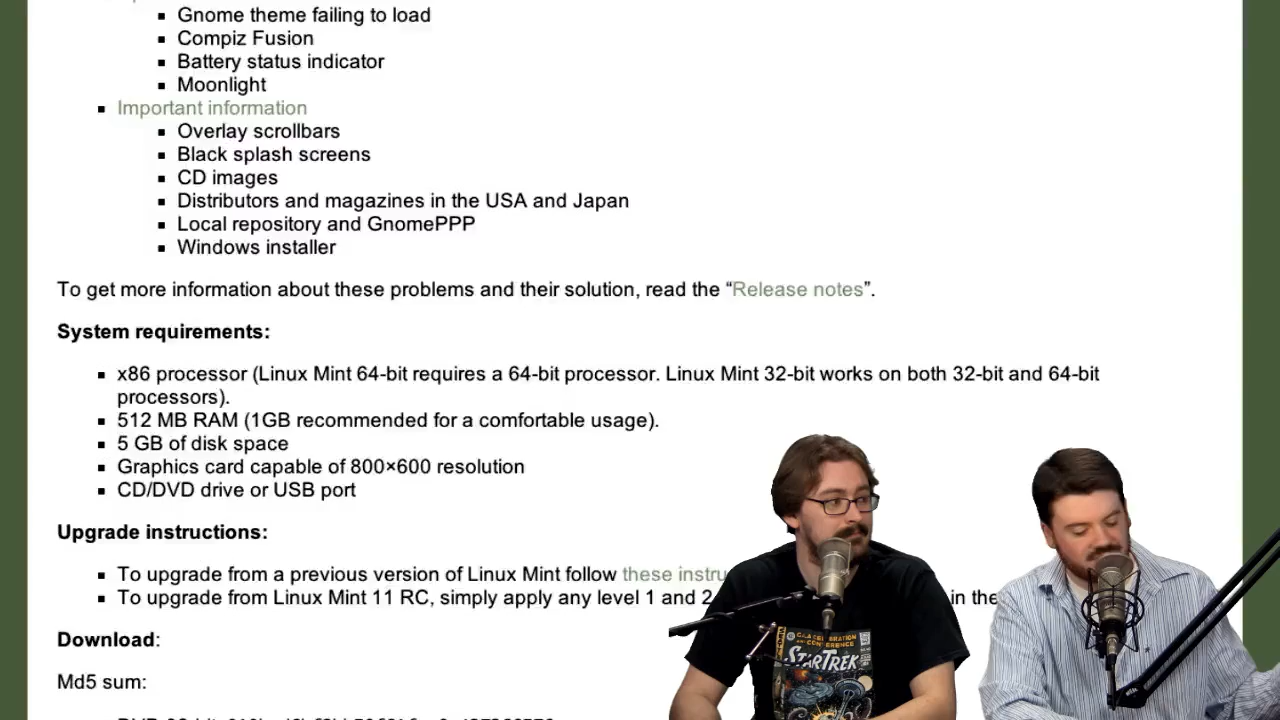 Gnome theme failing to load
Compiz Fusion
Battery status indicator
Moonlight
Important information
Overlay scrollbars
Black splash screens
CD images
Distributors and magazines in the USA and Japan
Local repository and GnomePPP
Windows installer
To get more information about these problems and their solution, read the “Release notes”.
System requirements:
x86 processor (Linux Mint 64-bit requires a 64-bit processor. Linux Mint 32-bit works on both 32-bit and 64-bit
processors).
512 MB RAM (1GB recommended for a comfortable usage).
5 GB of disk space
Graphics card capable of 800×600 resolution
CD/DVD drive or USB port
Upgrade instructions:
To upgrade from a previous version of Linux Mint follow these instru
To upgrade from Linux Mint 11 RC, simply apply any level 1 and 2 in the
Download:
Md5 sum:
STAR TREK